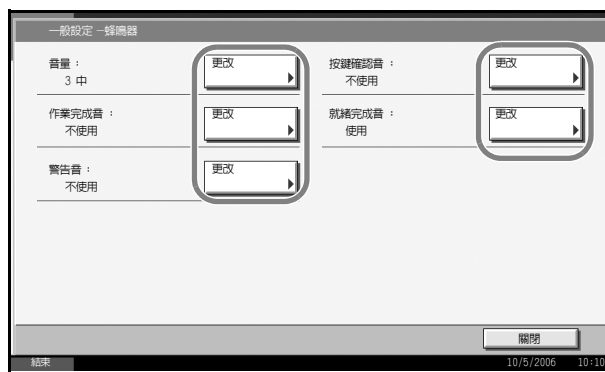 一般設定 -蜂鳴器
音量：
3 中
更改
按鍵確認音：
不使用
更改
作業完成音：
不使用
更改
就緒完成音：
使用
更改
警告音：
不使用
更改
關閉
結束
10/5/2006 10:10